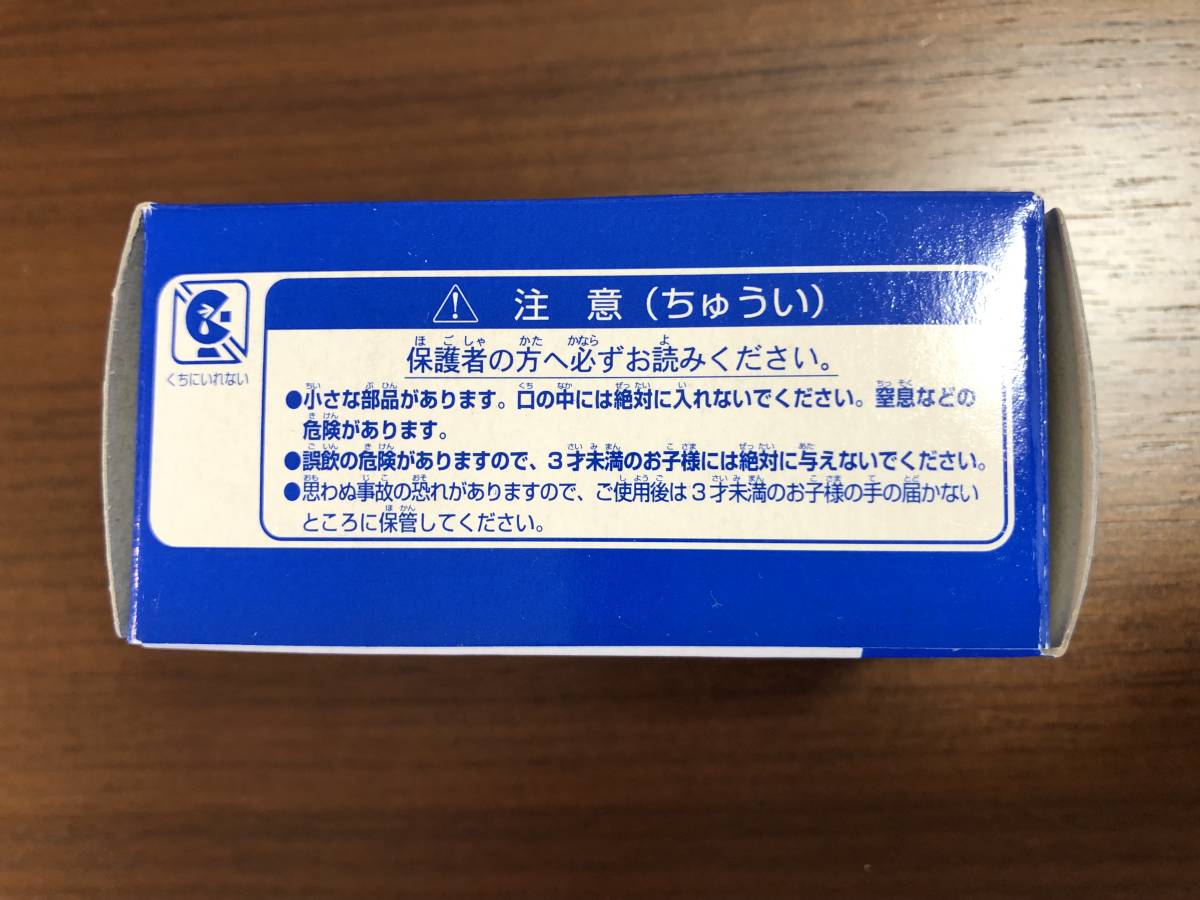 注 意（ちゅうい）
保護者の方へ必ずお読みください。
●小さな部品があります。口の中には絶対に入れないでください。窒息などの
危険があります。
●誤飲の危険がありますので、3才未満のお子様には絶対に与えないでください。
●思わぬ事故の恐れがありますので、ご使用後は3才未満のお子様の手の届かない
ところに保管してください。
くちにいれない